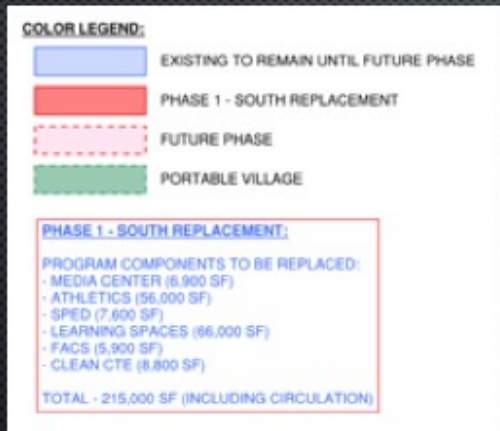 COLOR LEGEND:
EXISTING TO REMAIN UNTIL FUTURE PHASE
PHASE 1 - SOUTH REPLACEMENT
FUTURE PHASE
PORTABLE VILLAGE
PHASE 1 - SOUTH REPLACEMENT:
PROGRAM COMPONENTS TO BE REPLACED:
- MEDIA CENTER (6,900 SF)
- ATHLETICS (56,000 SF)
- SPED (7,600 SF)
- LEARNING SPACES (66,000 SF)
- FACS (5,900 SF)
- CLEAN CTE (8,800 SF)
TOTAL - 215,000 SF (INCLUDING CIRCULATION)